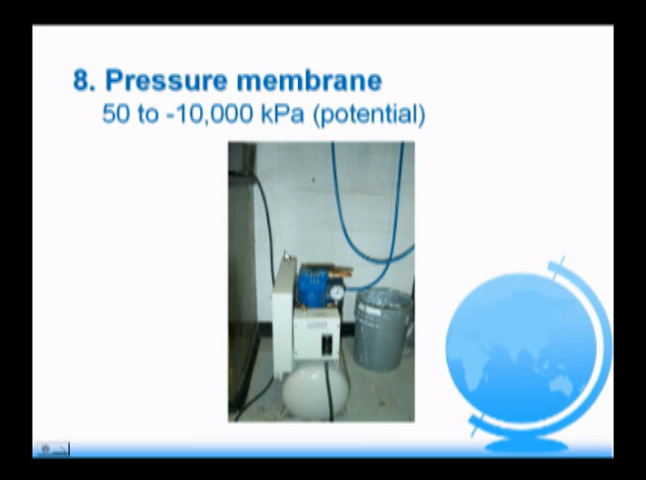 8. Pressure membrane
50 to -10,000 kPa (potential)